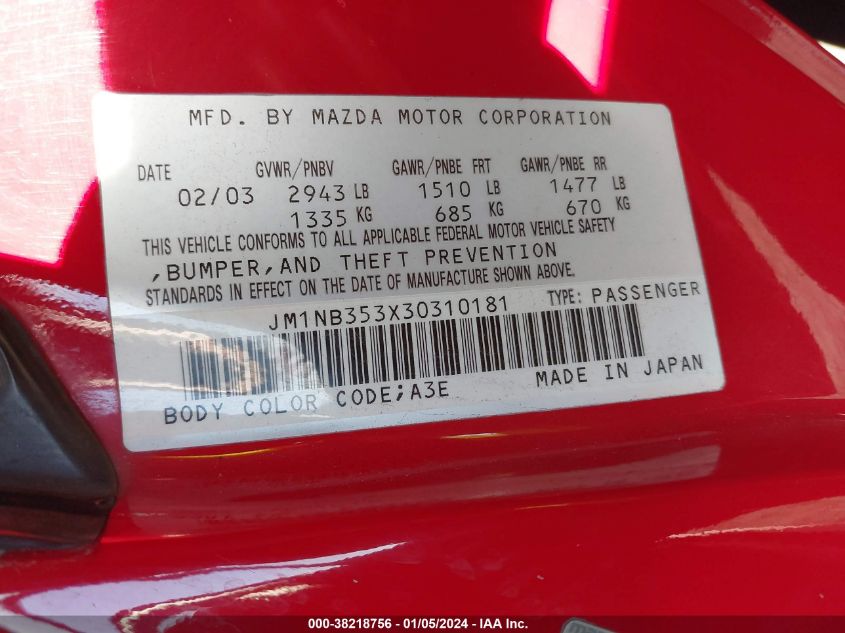 MFD. BY MAZDA MOTOR CORPORATION
DATE GVWR/PNBV GAWR/PNBE FRT GAWR/PNBE RR
02/03 2943 LB 1510 LB 1477 LB
1335 KG 685 KG 670 KG
THIS VEHICLE CONFORMS TO ALL APPLICABLE FEDERAL MOTOR VEHICLE SAFETY
,BUMPER,AND THEFT PREVENTION
STANDARDS IN EFFECT ON THE DATE OF MANUFACTURE SHOWN ABOVE.
JM1NB353X30310181 TYPE: PASSENGER
BODY COLOR CODE;A3E MADE IN JAPAN
000-38218756 - 01/05/2024 - IAA Inc.